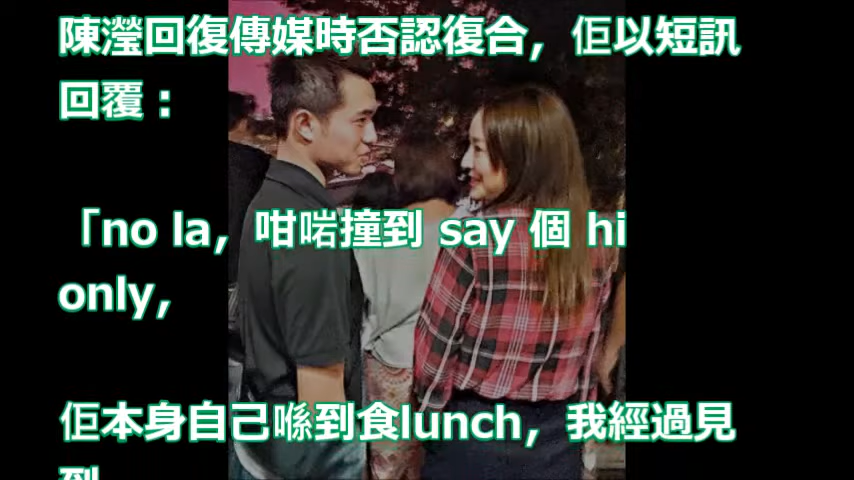 陳瀅回復傳媒時否認復合，佢以短訊
回覆：
「no la，咁啱撞到 say 個 hi
only，
佢本身自己喺到食lunch，我經過見
到